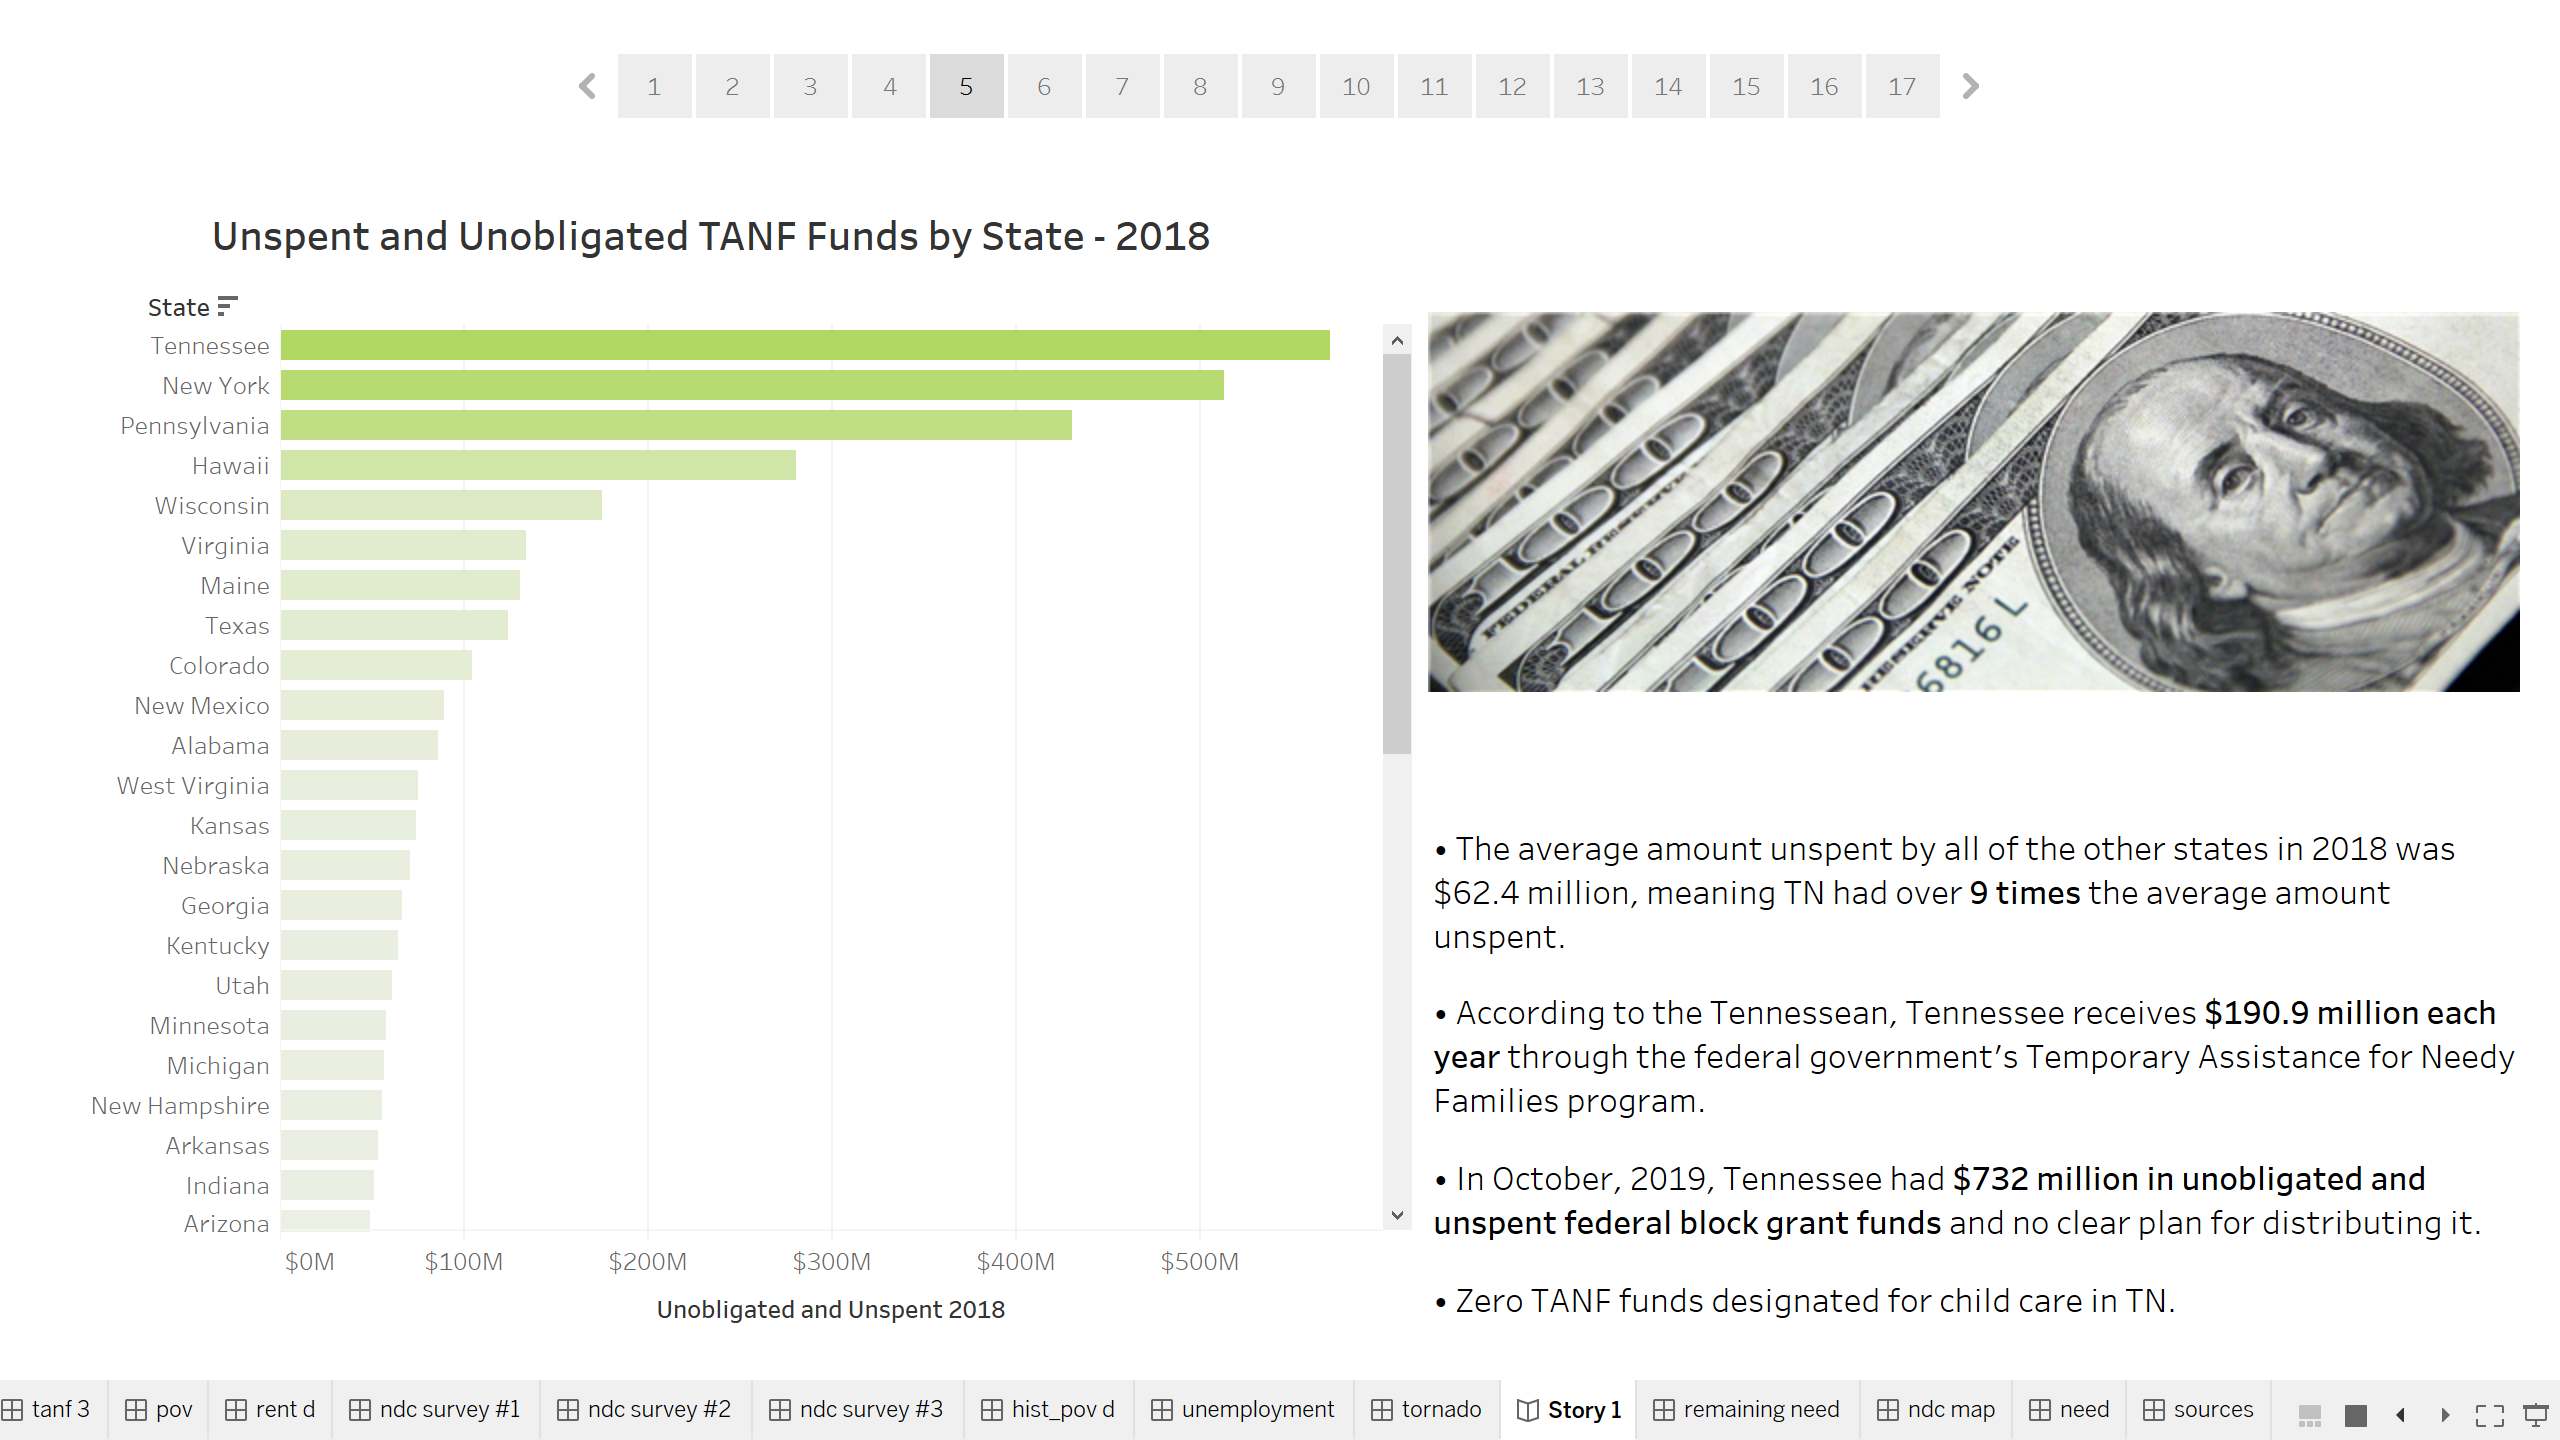 1 2 3 4 5 6 7 8 9 10 11 12 13 14 15 16 17
Unspent and Unobligated TANF Funds by State - 2018
State
Tennessee
New York
Pennsylvania
Hawaii
Wisconsin
Virginia
Maine
Texas
Colorado
New Mexico
Alabama
West Virginia
Kansas
Nebraska
Georgia
Kentucky
Utah
Minnesota
Michigan
New Hampshire
Arkansas
Indiana
Arizona
$0M $100M $200M $300M $400M $500M
Unobligated and Unspent 2018
FEDERAL RESERVE NOTE
6816 L
• The average amount unspent by all of the other states in 2018 was
$62.4 million, meaning TN had over 9 times the average amount
unspent.
• According to the Tennessean, Tennessee receives $190.9 million each
year through the federal government’s Temporary Assistance for Needy
Families program.
• In October, 2019, Tennessee had $732 million in unobligated and
unspent federal block grant funds and no clear plan for distributing it.
• Zero TANF funds designated for child care in TN.
tanf 3 pov rent d ndc survey #1 ndc survey #2 ndc survey #3 hist_pov d unemployment tornado Story 1 remaining need ndc map need sources